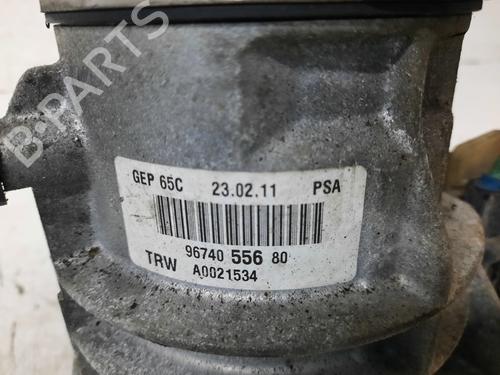 B-PARTS
GEP 65C 23.02.11 PSA
96740 556 80
TRW A0021534